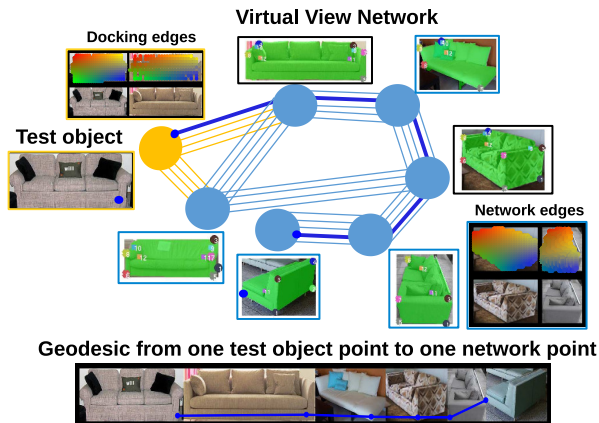 Virtual View Network
Docking edges
Test object
Network edges
Geodesic from one test object point to one network point